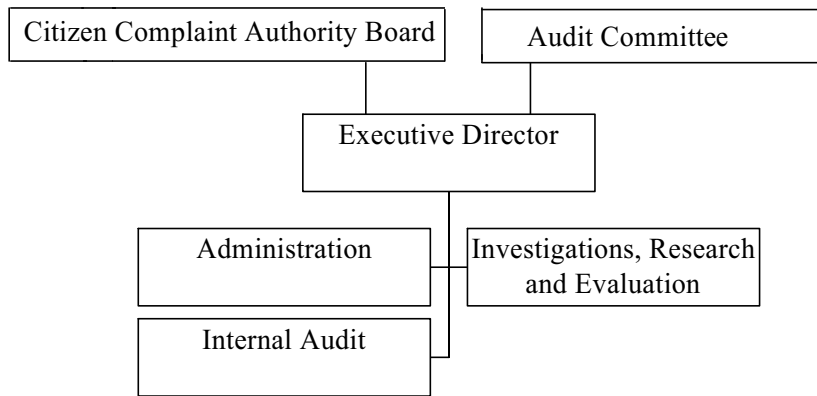 Citizen Complaint Authority Board
Audit Committee
Executive Director
Administration
Investigations, Research
and Evaluation
Internal Audit